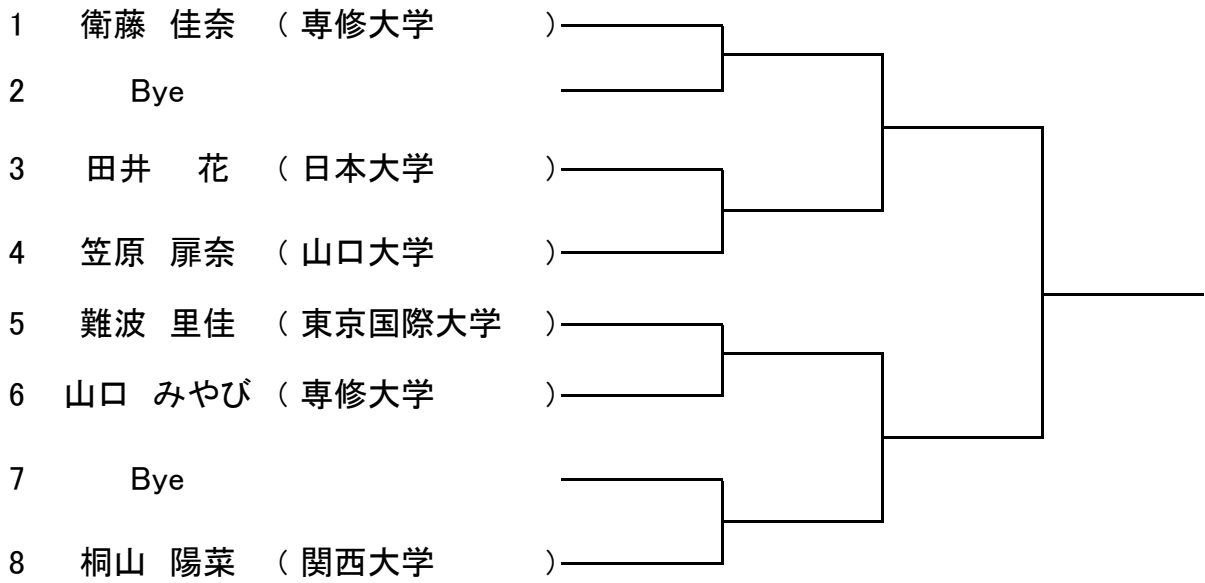 1 衛藤 佳奈 ( 専修大学 )
2 Bye
3 田井 花 ( 日本大学 )
4 笠原 扉奈 ( 山口大学 )
5 難波 里佳 ( 東京国際大学 )
6 山口 みやび ( 専修大学 )
7 Bye
8 桐山 陽菜 ( 関西大学 )